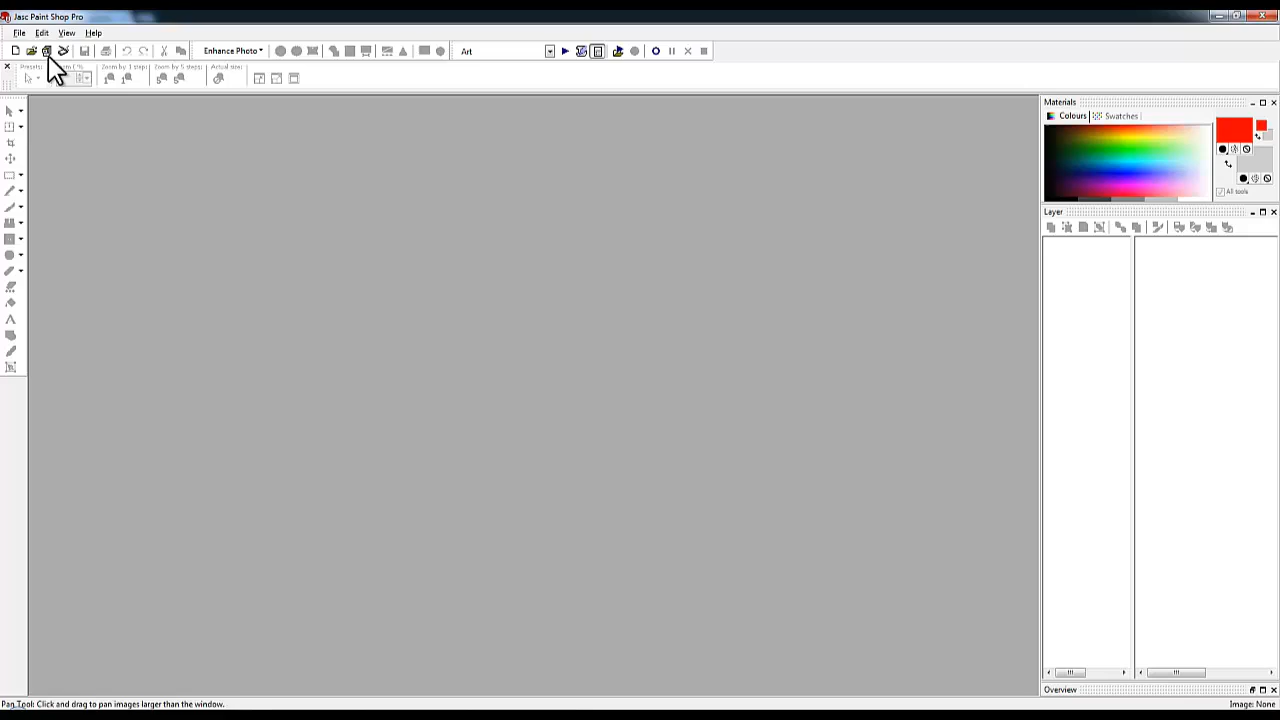 Jasc Paint Shop Pro
File Edit View Help
Enhance Photo
Art
Presets: Zoom by 1 step: Zoom by 5 steps: Actual size:
Materials
Colours Swatches
All tools
Layer
Overview
Pan Tool: Click and drag to pan images larger than the window.
Image: None